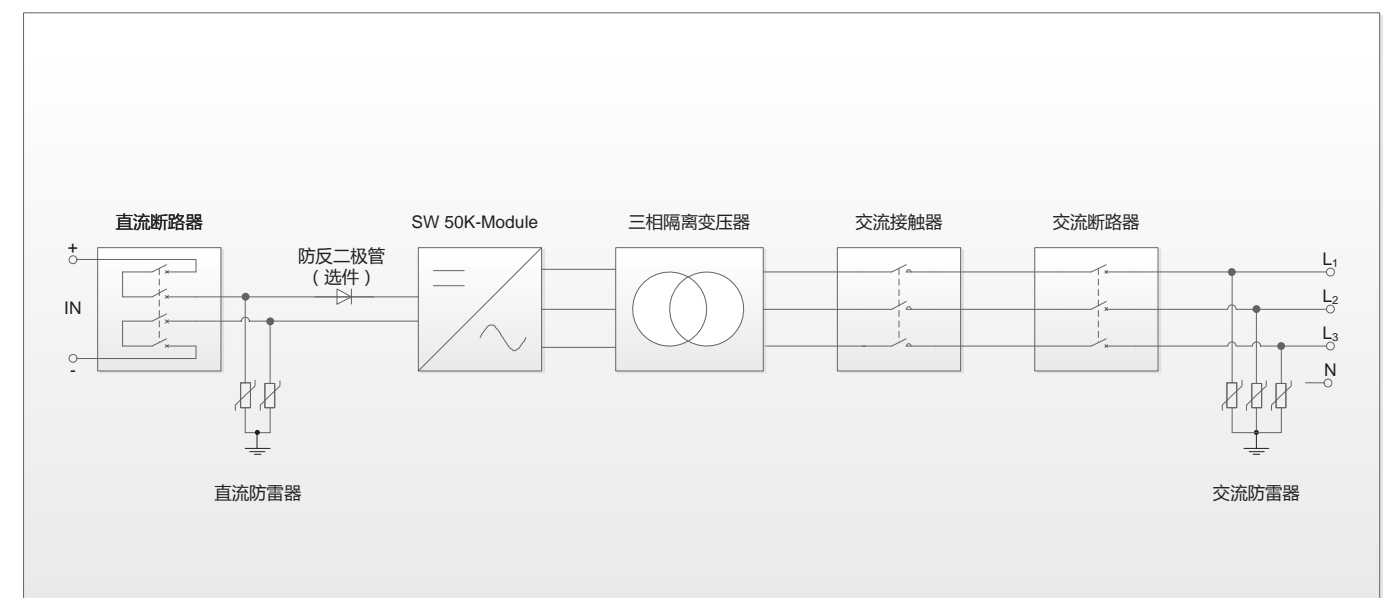 直流断路器
SW 50K-Module
三相隔离变压器
交流接触器
交流断路器
防反二极管
（选件）
+
IN
-
L1
L2
L3
N
直流防雷器
交流防雷器